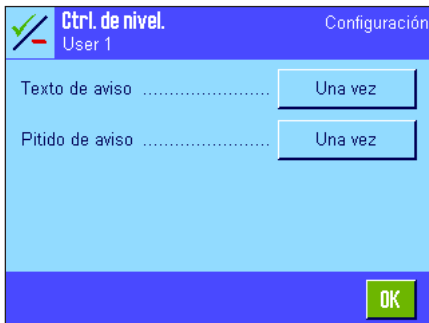 Ctrl. de nivel. Configuración
User 1
Texto de aviso ........................ Una vez
Pitido de aviso ........................ Una vez
OK